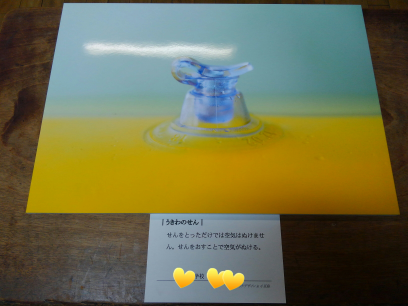 | うきわのせん |
せんをとっただけでは空気はぬけませ
ん。せんをおすことで空気がぬける。
学校